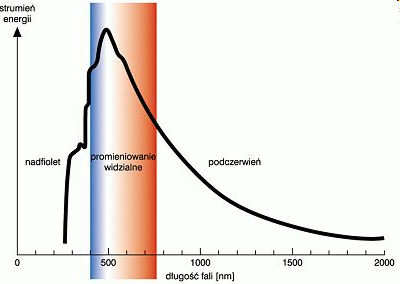 strumień
energii
nadfiolet
promieniowanie
widzialne
podczerwień
0
500
1000
1500
2000
długość fali [nm]